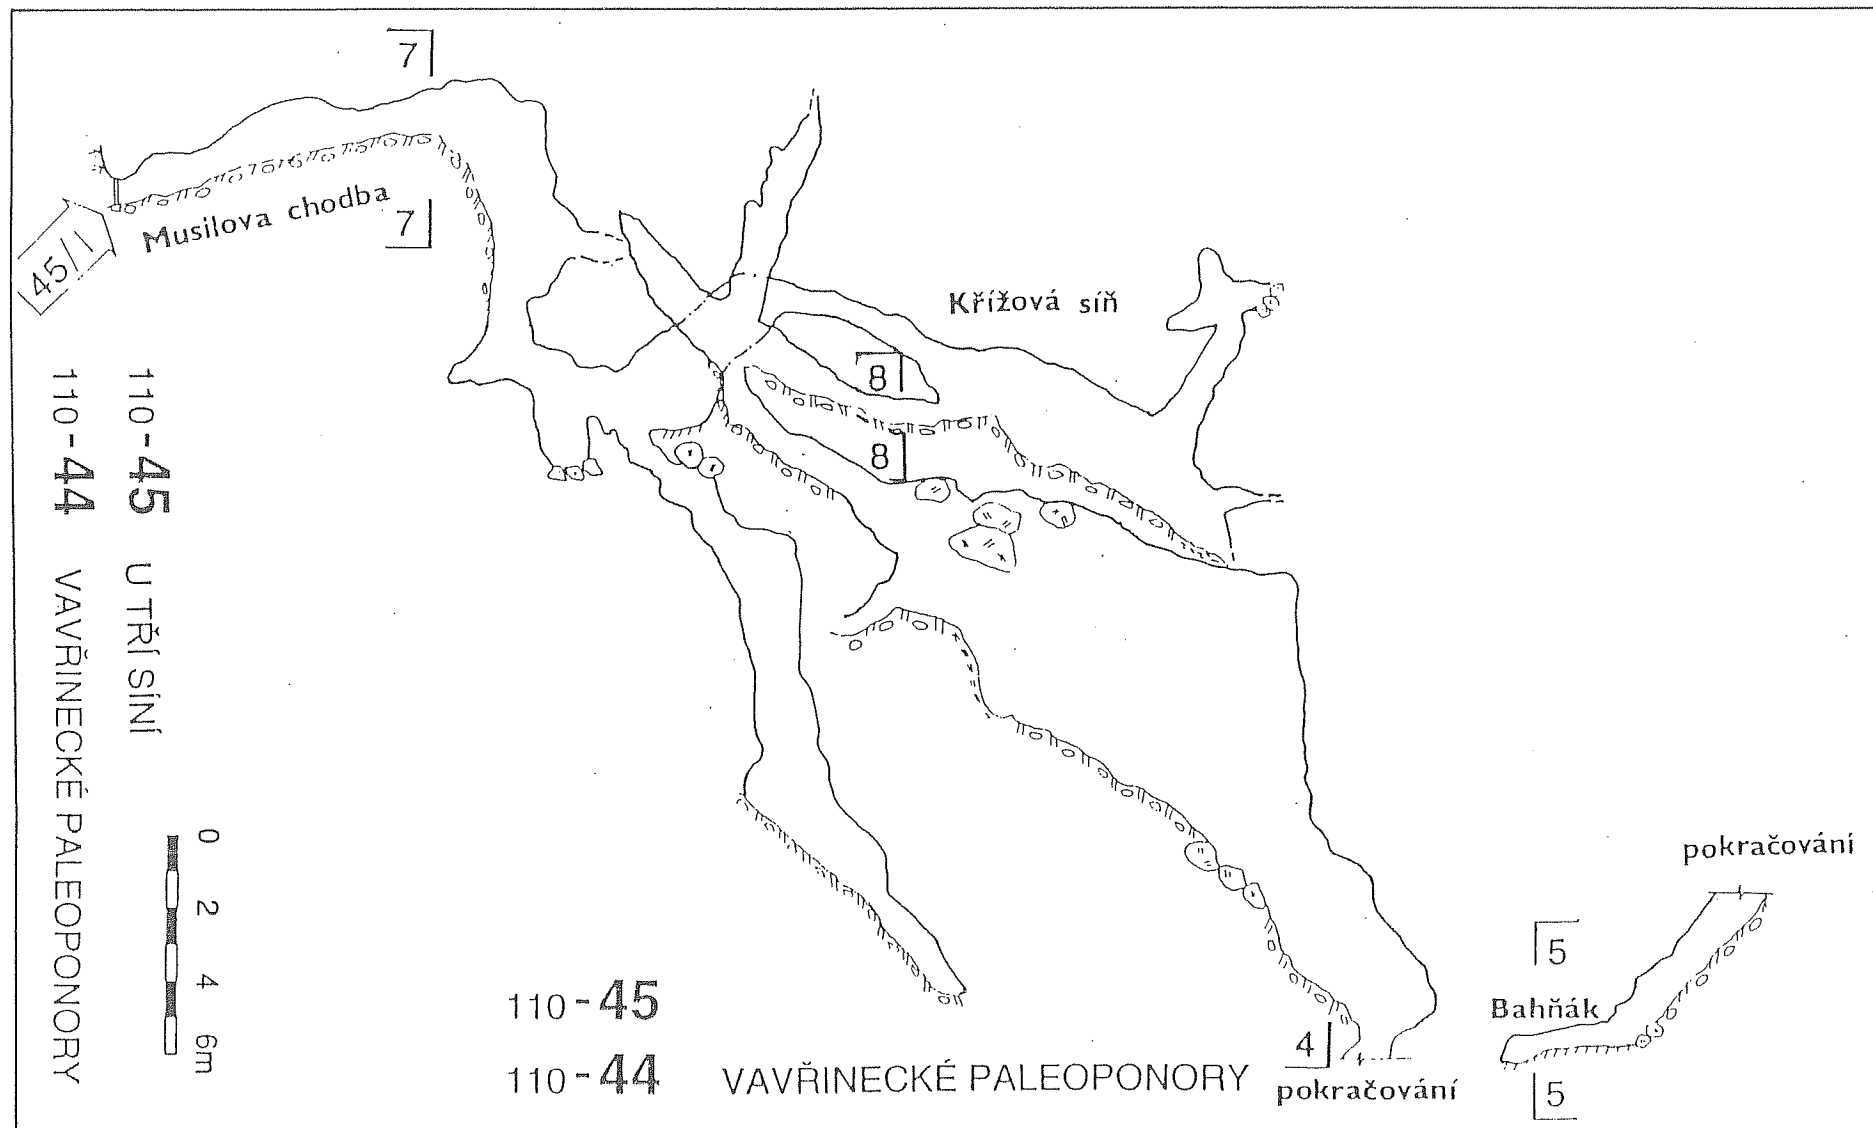 7
Musilova chodba
7
45/1
Křížová síň
8
8
110-45 U TŘÍ SÍNÍ
110-44 VAVŘINECKÉ PALEOPONORY
0 2 4 6m
pokračování
5
Bahňák
5
110-45
110-44 VAVŘINECKÉ PALEOPONORY
4
pokračování